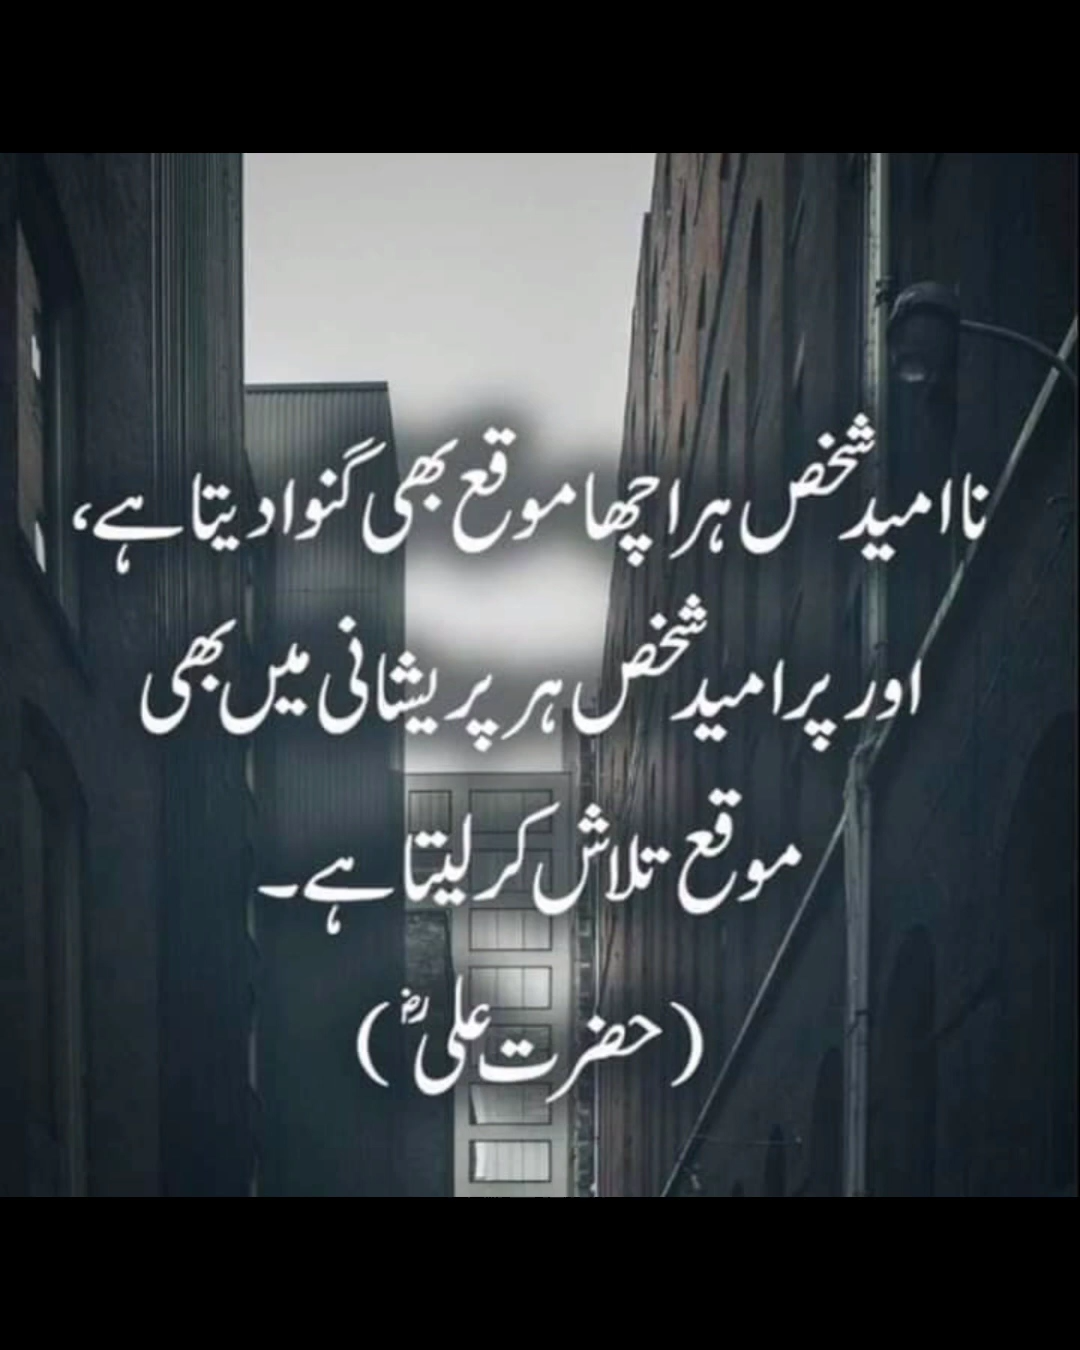 ناامید شخص ہر اچھا موقع بھی گنوا دیتا ہے،
اور پرامید شخص ہر پریشانی میں بھی
موقع تلاش کر لیتا ہے۔
(حضرت علیؓ)